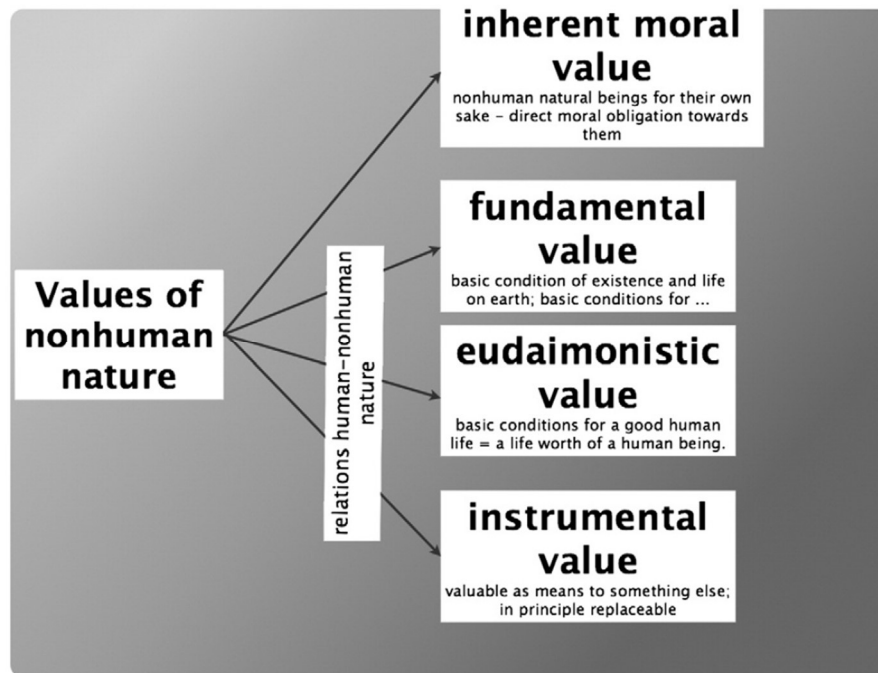 inherent moral
value
nonhuman natural beings for their own
sake – direct moral obligation towards
them
fundamental
value
basic condition of existence and life
on earth; basic conditions for ...
Values of
nonhuman
nature
relations human–nonhuman
nature
eudaimonistic
value
basic conditions for a good human
life = a life worth of a human being.
instrumental
value
valuable as means to something else;
in principle replaceable